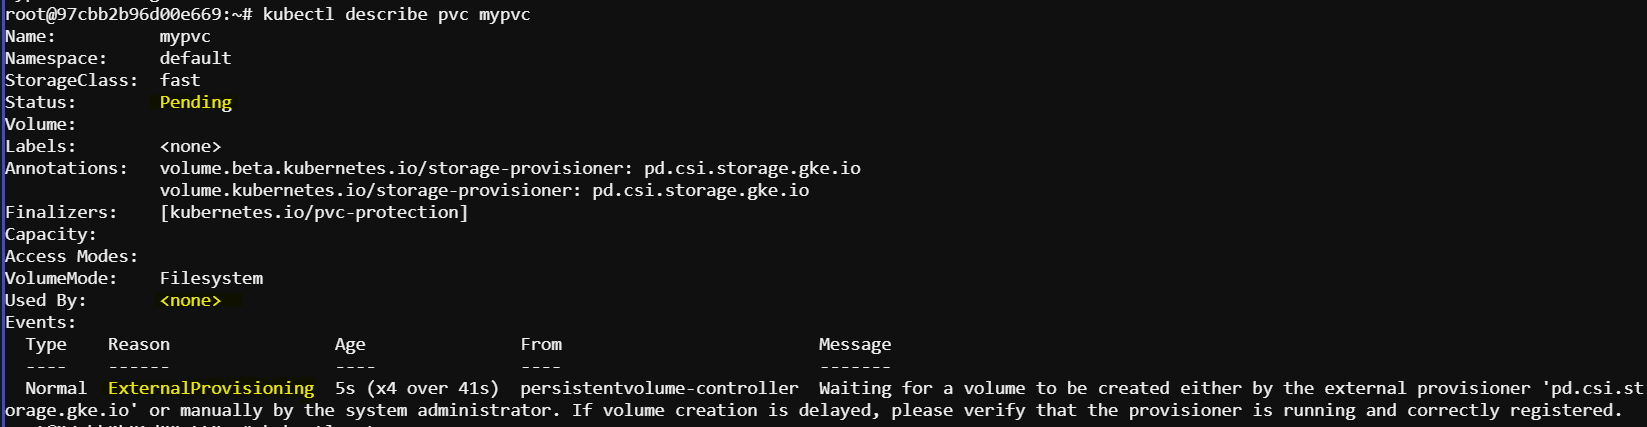 root@97cbb2b96d00e669:~# kubectl describe pvc mypvc
Name:          mypvc
Namespace:     default
StorageClass:  fast
Status:        Pending
Volume:
Labels:        <none>
Annotations:   volume.beta.kubernetes.io/storage-provisioner: pd.csi.storage.gke.io
               volume.kubernetes.io/storage-provisioner: pd.csi.storage.gke.io
Finalizers:    [kubernetes.io/pvc-protection]
Capacity:
Access Modes:
VolumeMode:    Filesystem
Used By:       <none>
Events:
  Type    Reason                Age               From                         Message
  ----    ------                ----              ----                         -------
  Normal  ExternalProvisioning  5s (x4 over 41s)  persistentvolume-controller  Waiting for a volume to be created either by the external provisioner 'pd.csi.st
orage.gke.io' or manually by the system administrator. If volume creation is delayed, please verify that the provisioner is running and correctly registered.